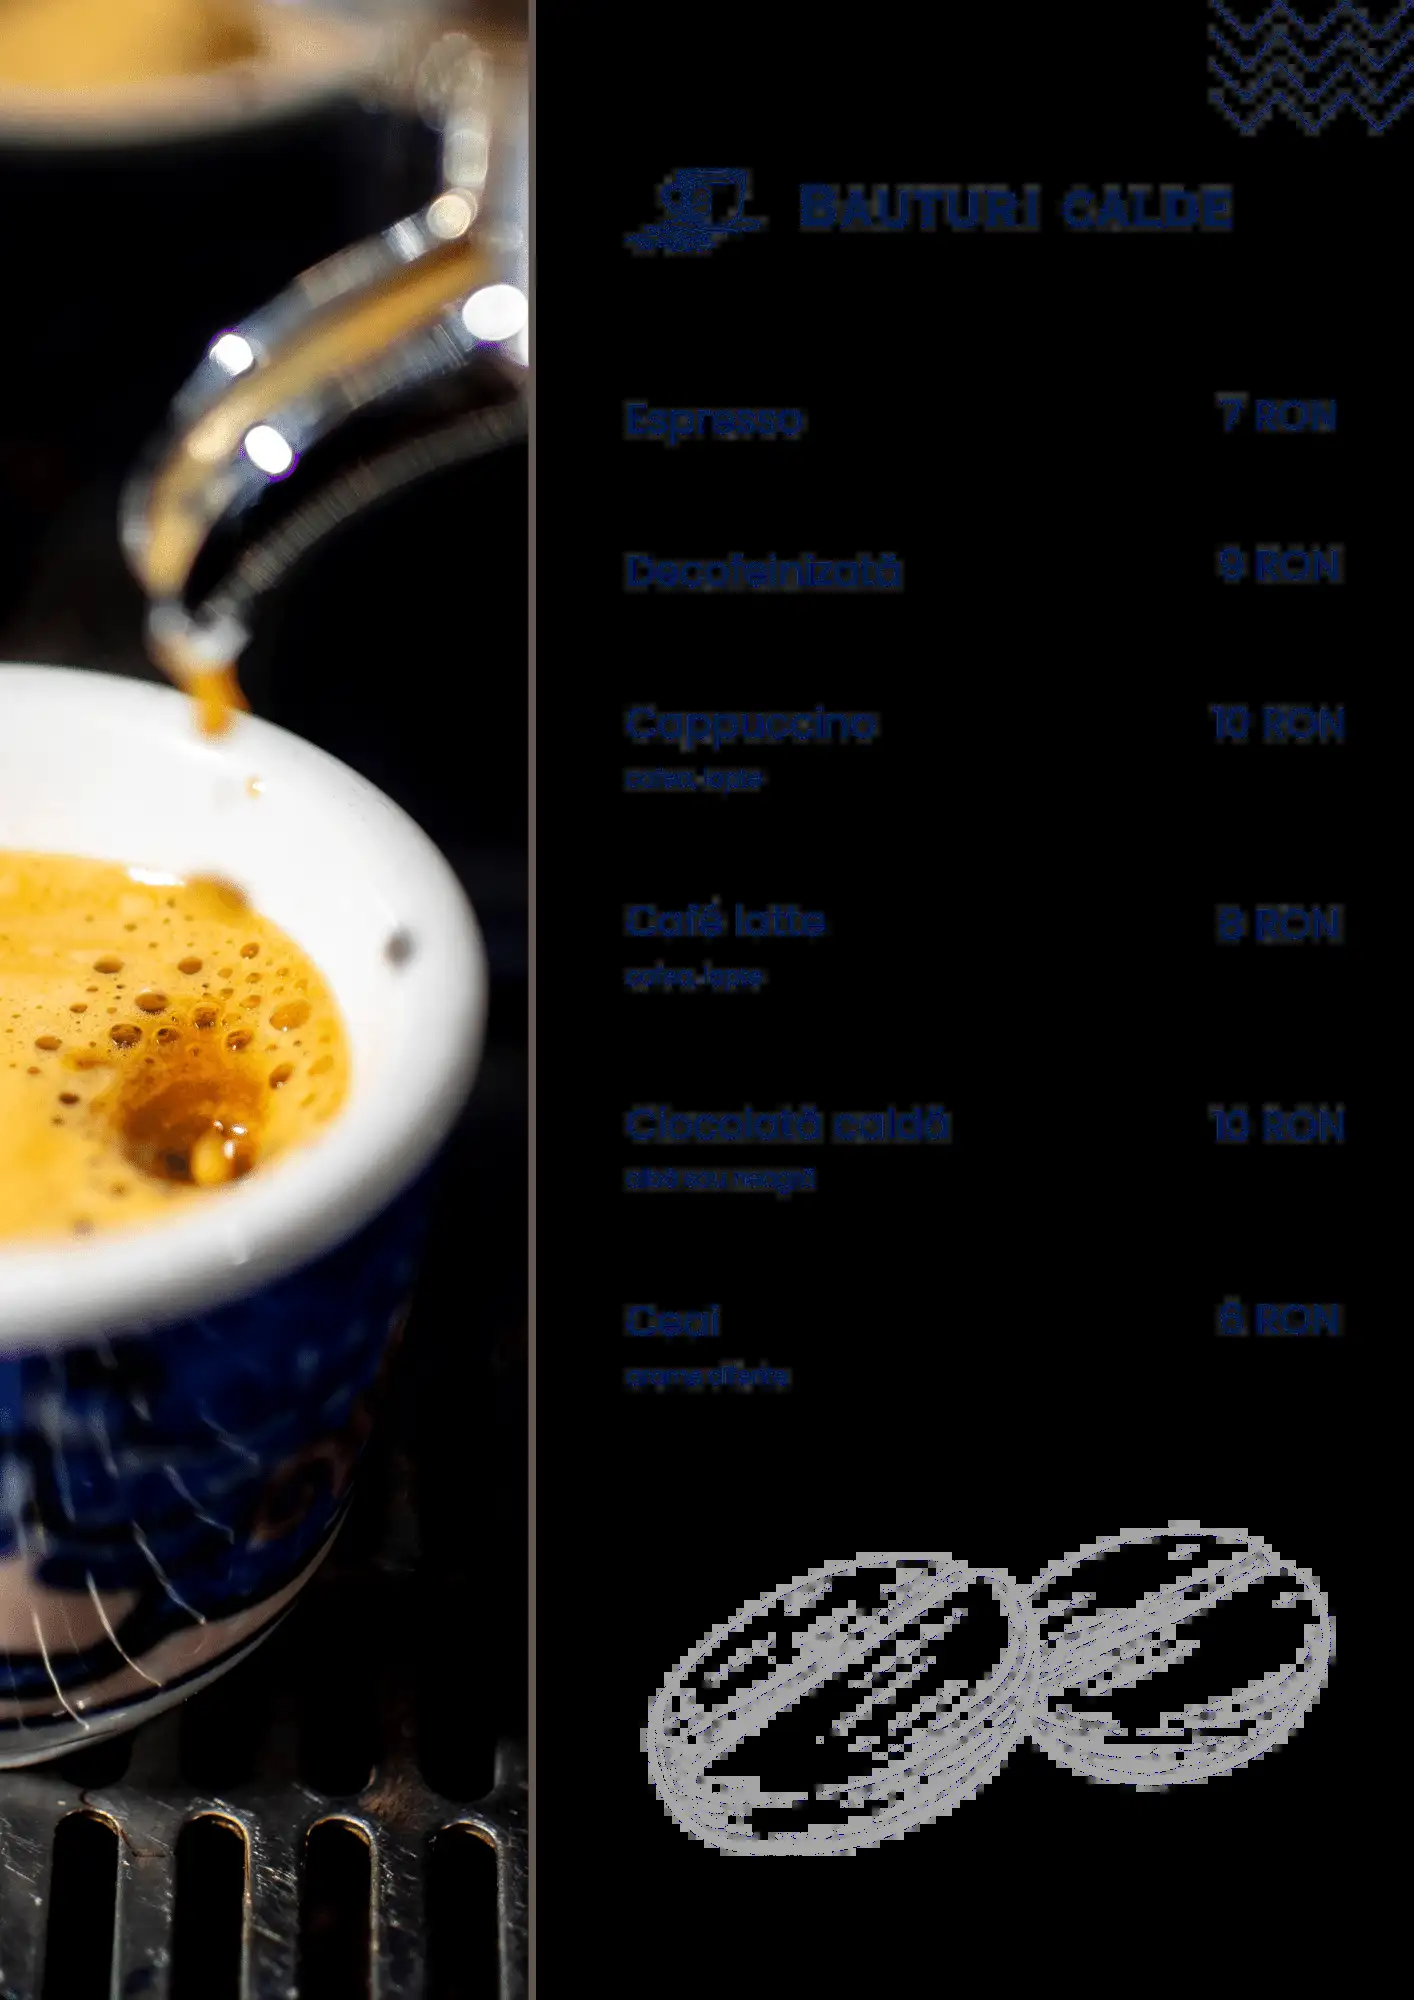 BAUTURI CALDE
Espresso 7 RON
Decofeinizată 9 RON
Cappuccino 10 RON
cafea, lapte
Café latte 9 RON
cafea, lapte
Ciocolată caldă 10 RON
albă sau neagră
Ceai 8 RON
arome diferite